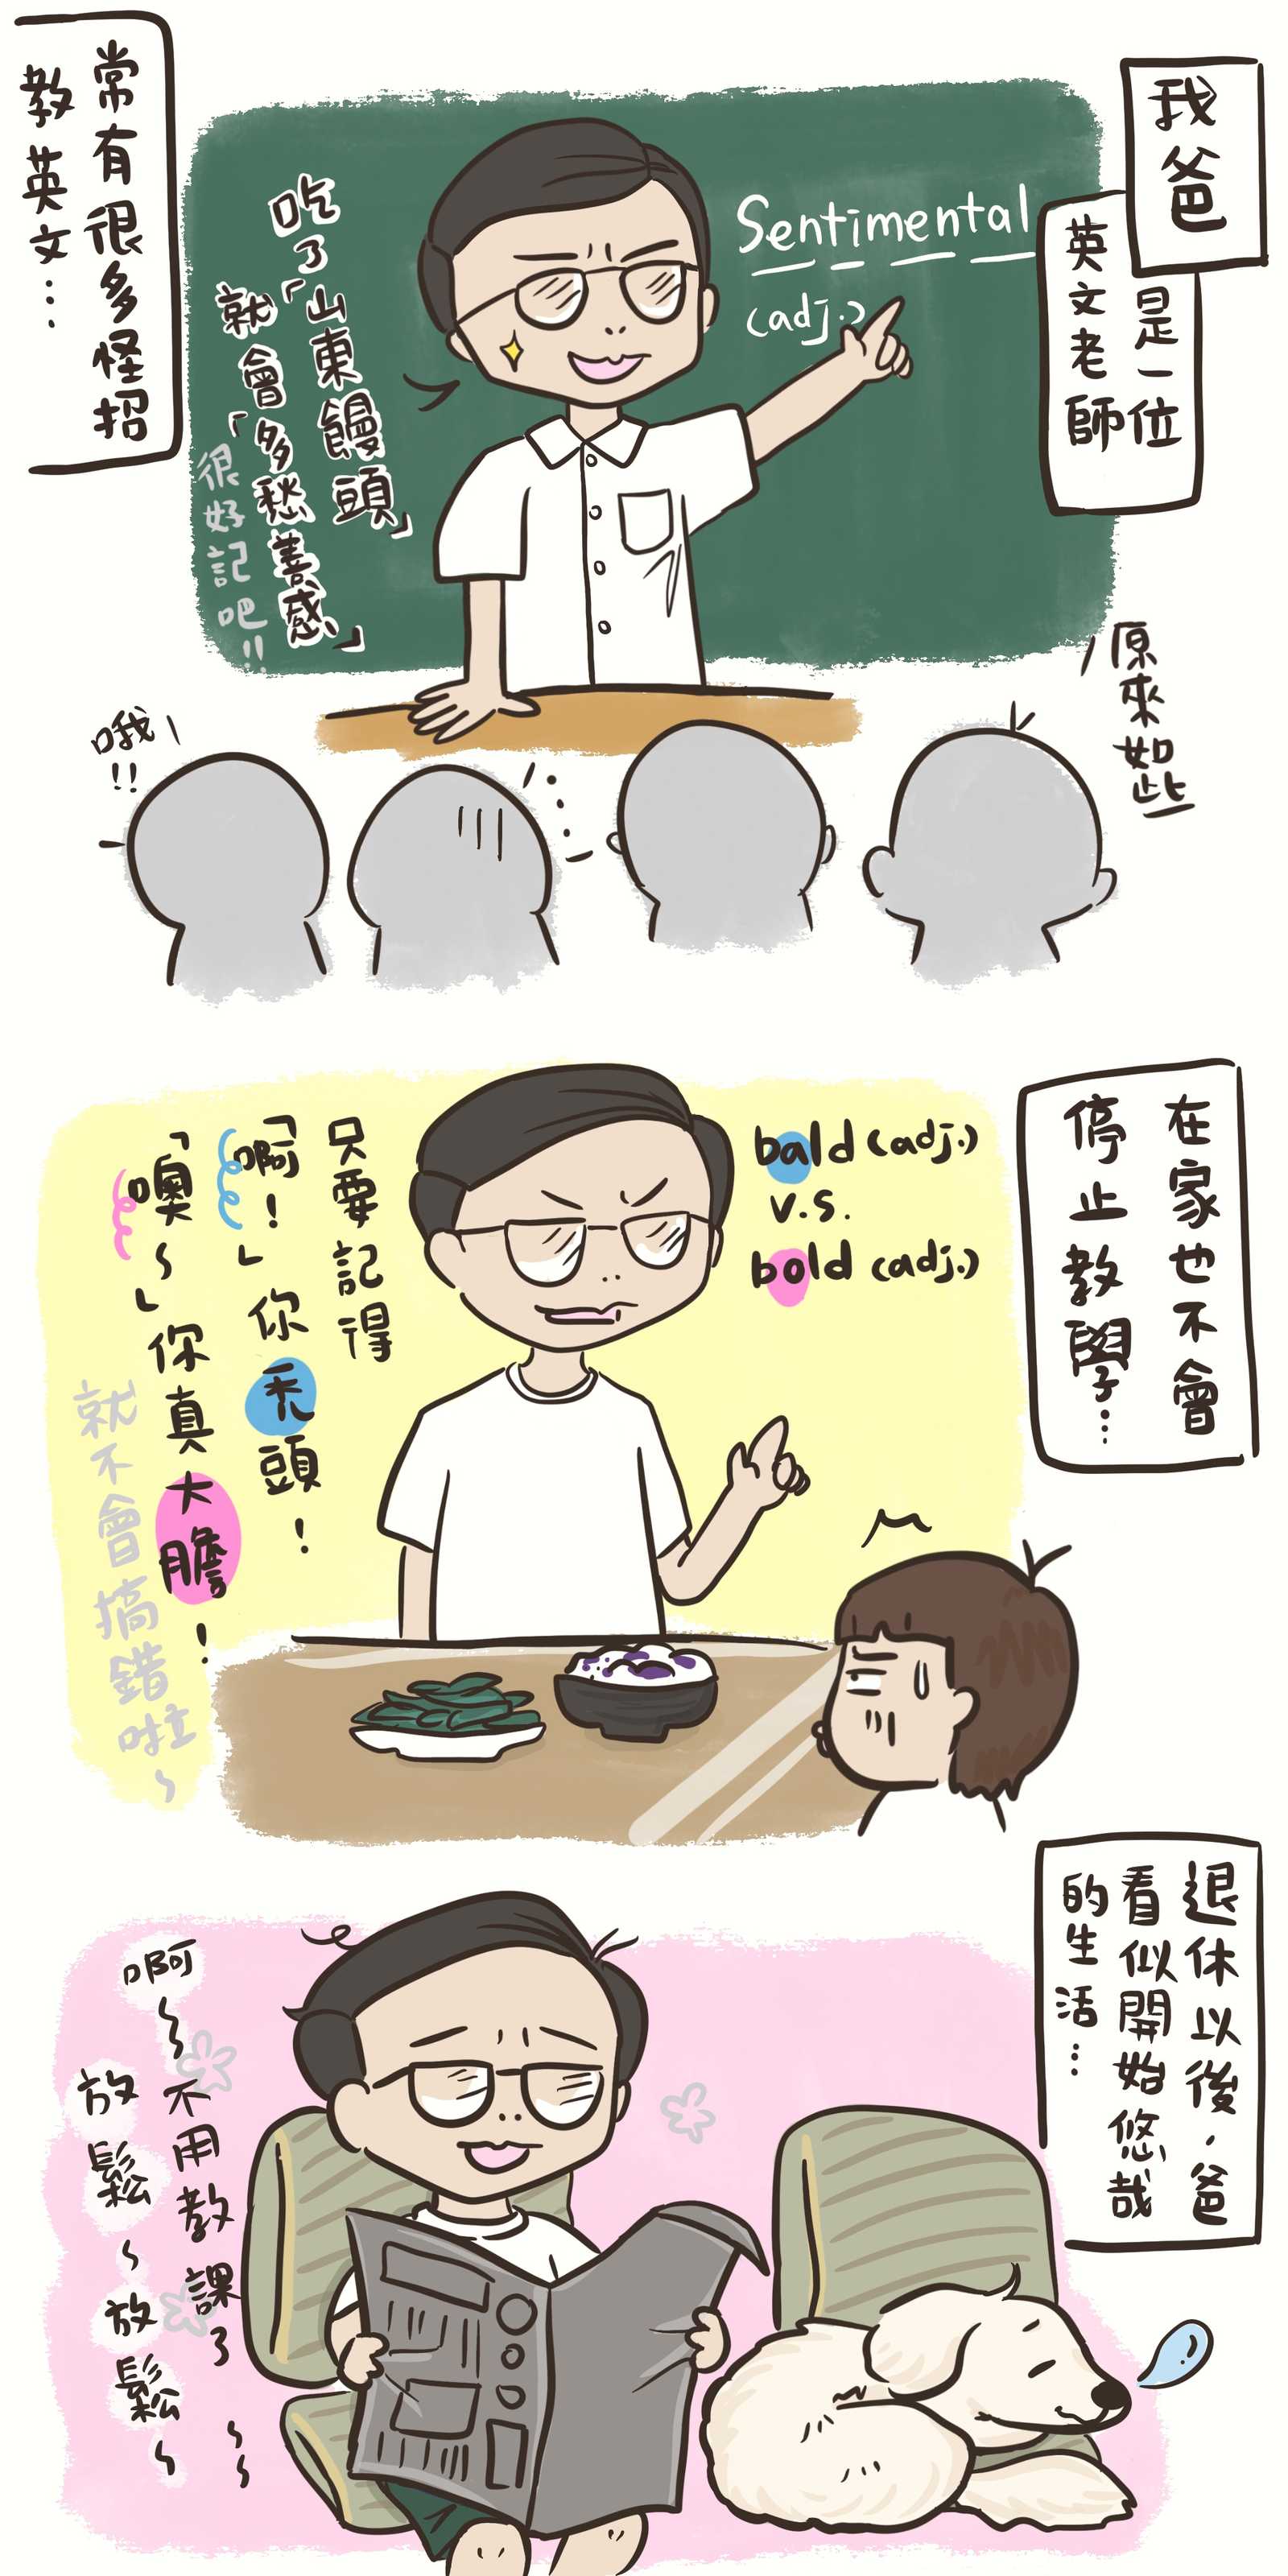 我爸
是一位
英文老師
常有很多怪招
教英文...
Sentimental
(adj.)
吃了「山東饅頭」
就會「多愁善感」
很好記吧!!
哦!!
原來如此
在家也不會
停止教學...
bald (adj.)
v.s.
bold (adj.)
只要記得
「啊!」你禿頭!
「噢~」你真大膽!
就不會搞錯啦~
退休以後,爸
看似開始悠哉
的生活...
啊~~不用教課了~~
放鬆~放鬆~